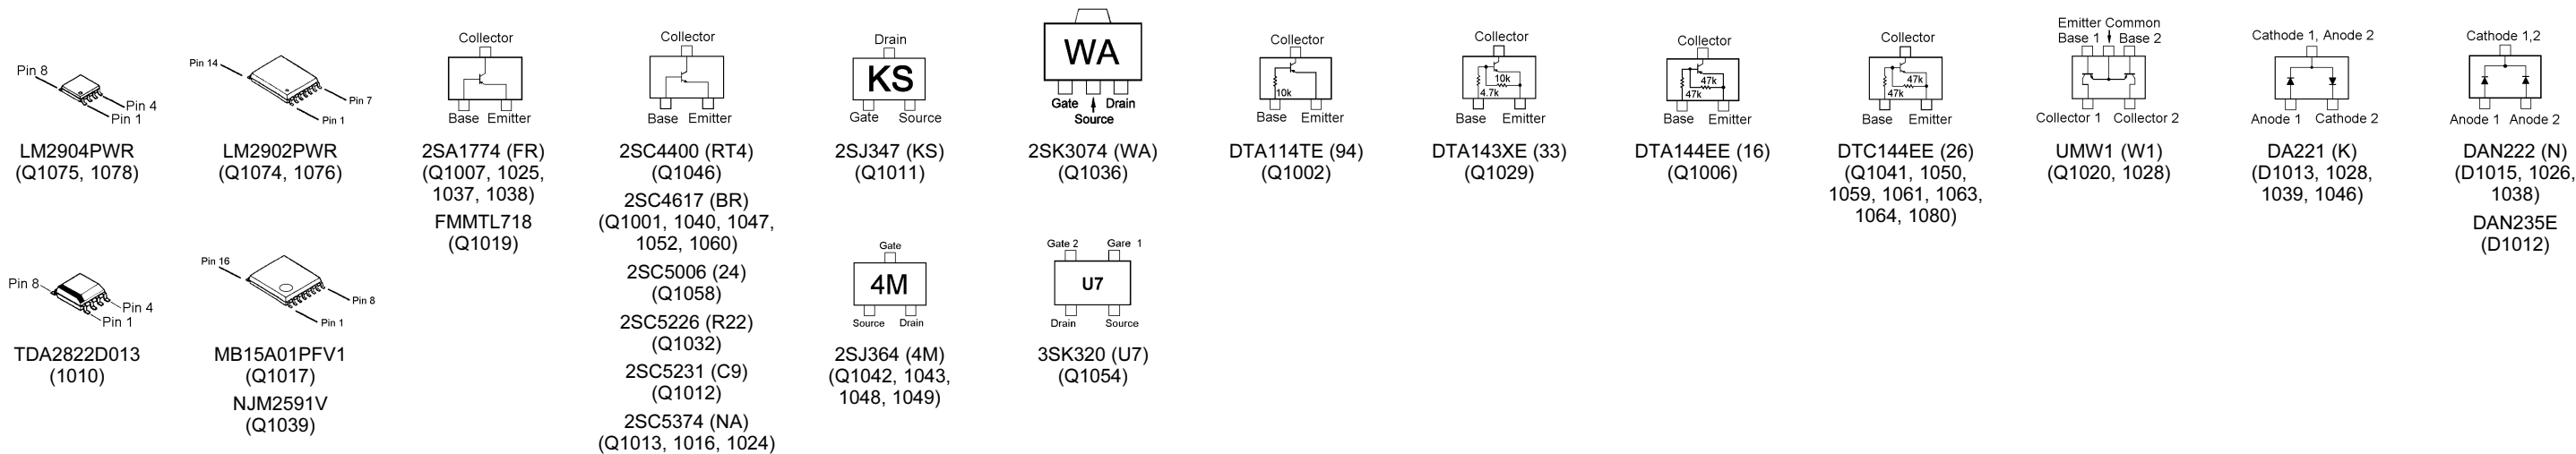 Pin 8
Pin 4
Pin 1
LM2904PWR
(Q1075, 1078)
Pin 8
Pin 4
Pin 1
TDA2822D013
(1010)
Pin 14
Pin 7
Pin 1
LM2902PWR
(Q1074, 1076)
Pin 16
Pin 8
Pin 1
MB15A01PFV1
(Q1017)
NJM2591V
(Q1039)
Collector
Base Emitter
2SA1774 (FR)
(Q1007, 1025,
1037, 1038)
FMMTL718
(Q1019)
Collector
Base Emitter
2SC4400 (RT4)
(Q1046)
2SC4617 (BR)
(Q1001, 1040, 1047,
1052, 1060)
2SC5006 (24)
(Q1058)
2SC5226 (R22)
(Q1032)
2SC5231 (C9)
(Q1012)
2SC5374 (NA)
(Q1013, 1016, 1024)
Drain
KS
Gate Source
2SJ347 (KS)
(Q1011)
Gate
4M
Source Drain
2SJ364 (4M)
(Q1042, 1043,
1048, 1049)
WA
Gate Drain
Source
2SK3074 (WA)
(Q1036)
Gate 2 Gare 1
U7
Drain Source
3SK320 (U7)
(Q1054)
Collector
10k
Base Emitter
DTA114TE (94)
(Q1002)
Collector
10k
4.7k
Base Emitter
DTA143XE (33)
(Q1029)
Collector
47k
47k
Base Emitter
DTA144EE (16)
(Q1006)
Collector
47k
47k
Base Emitter
DTC144EE (26)
(Q1041, 1050,
1059, 1061, 1063,
1064, 1080)
Emitter Common
Base 1 Base 2
Collector 1 Collector 2
UMW1 (W1)
(Q1020, 1028)
Cathode 1, Anode 2
Anode 1 Cathode 2
DA221 (K)
(D1013, 1028,
1039, 1046)
Cathode 1,2
Anode 1 Anode 2
DAN222 (N)
(D1015, 1026,
1038)
DAN235E
(D1012)